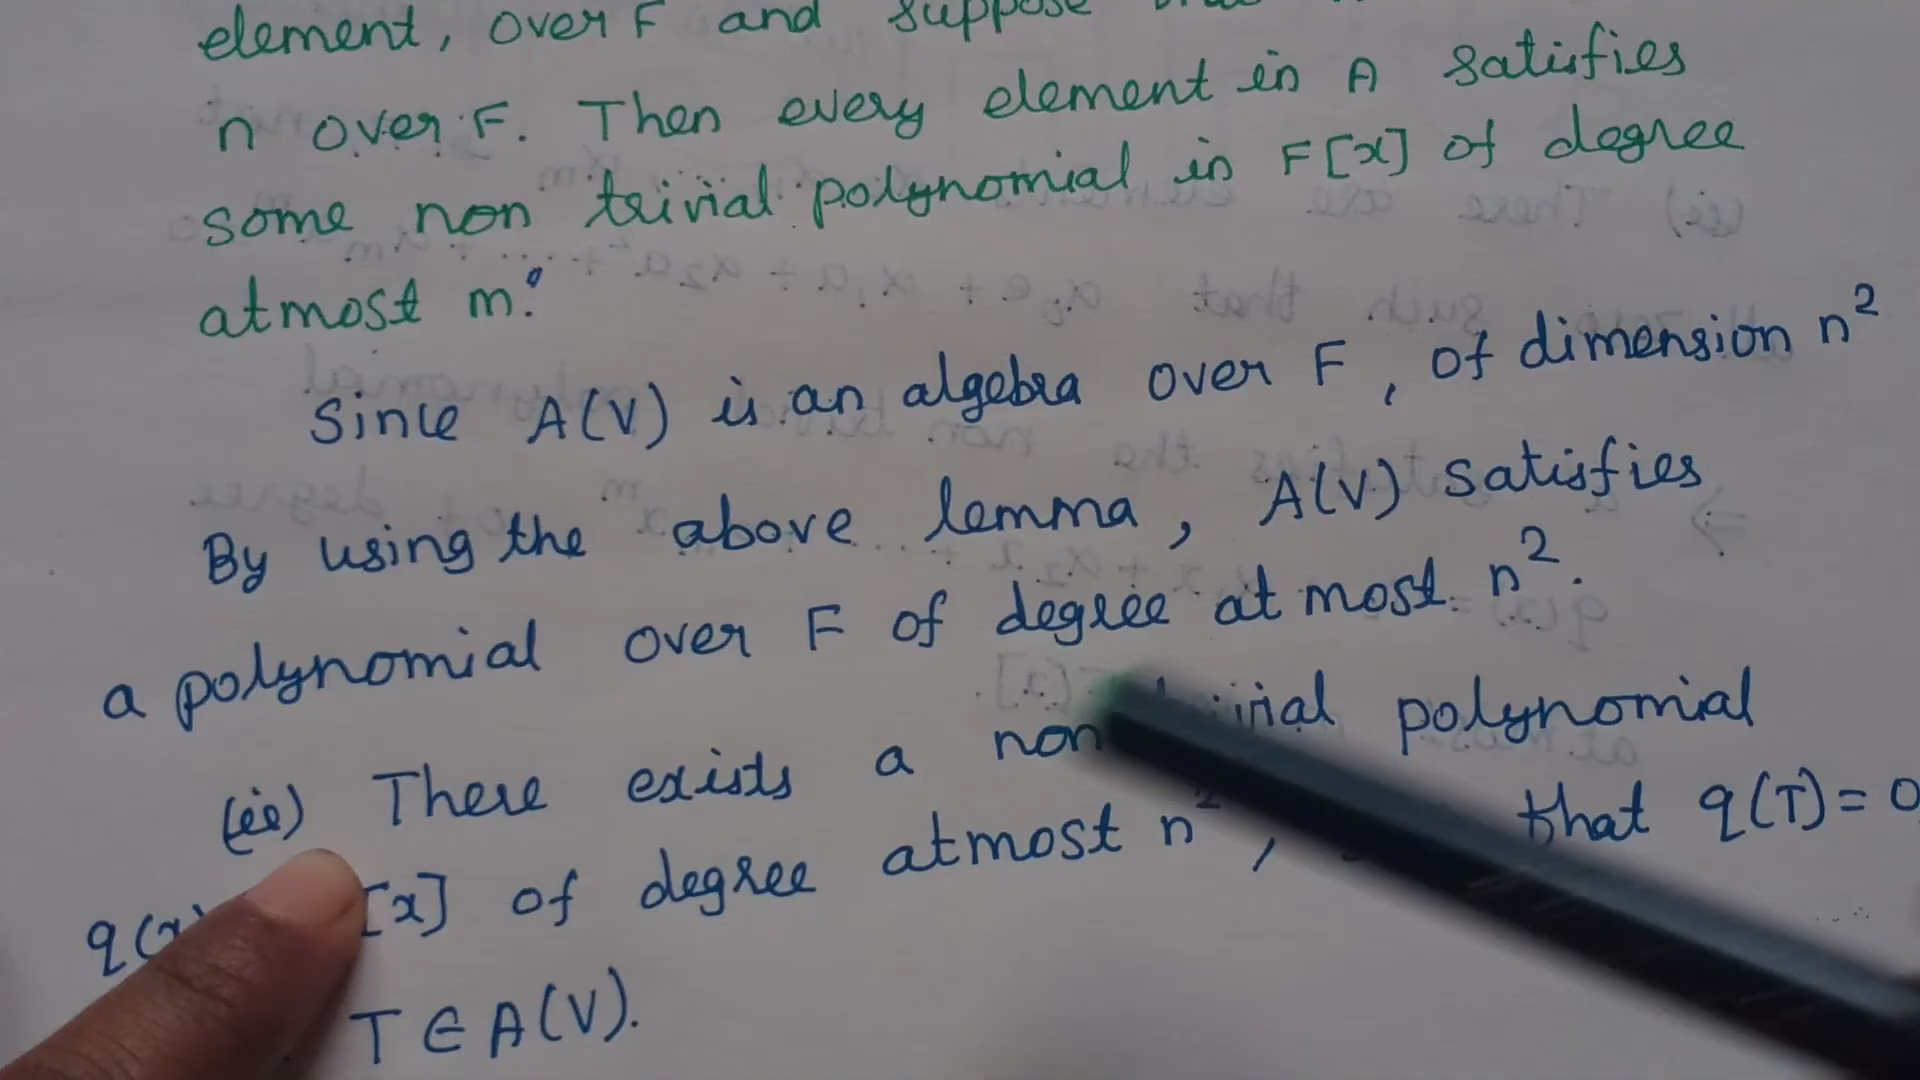 element, over F and suppose
n over F. Then every element in A satisfies
some non trivial polynomial in F[x] of degree
atmost m.
Since A(V) is an algebra over F, of dimension n²
By using the above lemma, A(V) satisfies
a polynomial over F of degree at most n².
(ie) There exists a non polynomial
[x] of degree atmost n², that q(T)=0
T ∈ A(V).